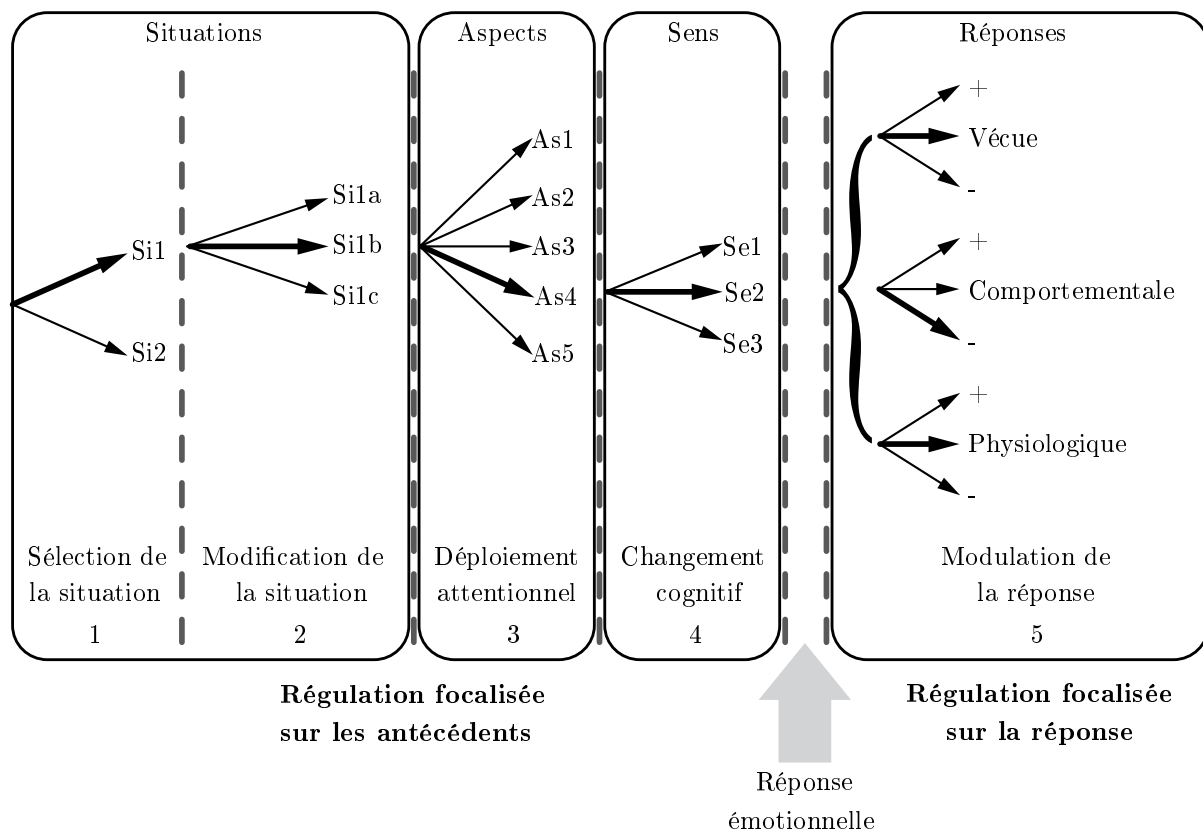 Situations
Aspects
Sens
Réponses
Si1
Si2
Si1a
Si1b
Si1c
As1
As2
As3
As4
As5
Se1
Se2
Se3
+
Vécue
-
+
Comportementale
-
+
Physiologique
-
Sélection de
la situation
1
Modification de
la situation
2
Déploiement
attentionnel
3
Changement
cognitif
4
Modulation de
la réponse
5
Régulation focalisée
sur les antécédents
Régulation focalisée
sur la réponse
Réponse
émotionnelle